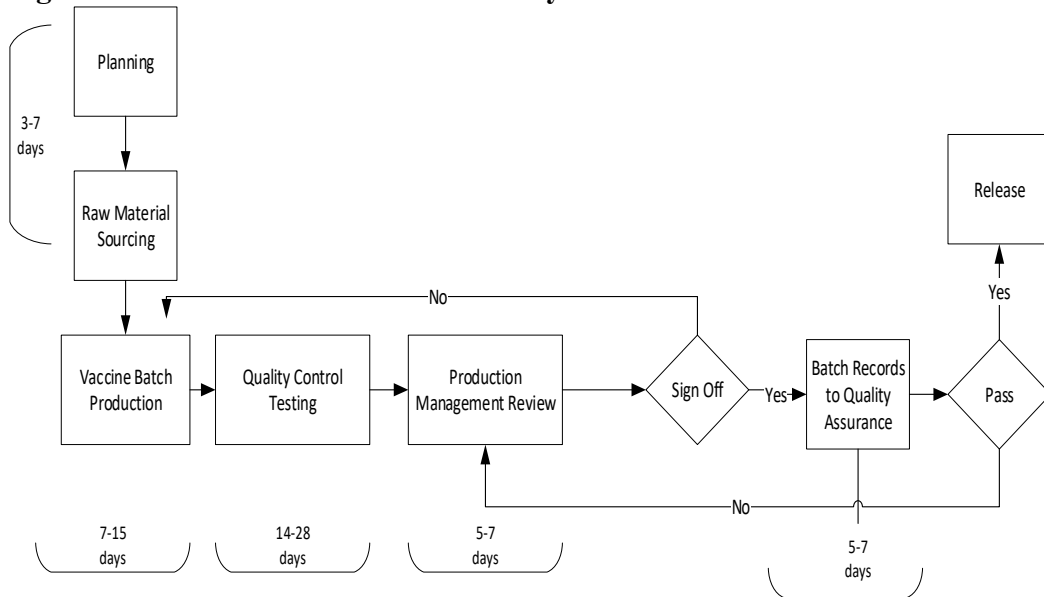 Planning
3-7
days
Raw Material
Sourcing
Release
No
Yes
Vaccine Batch
Production
Quality Control
Testing
Production
Management Review
Sign Off
Yes
Batch Records
to Quality
Assurance
Pass
No
7-15
days
14-28
days
5-7
days
5-7
days